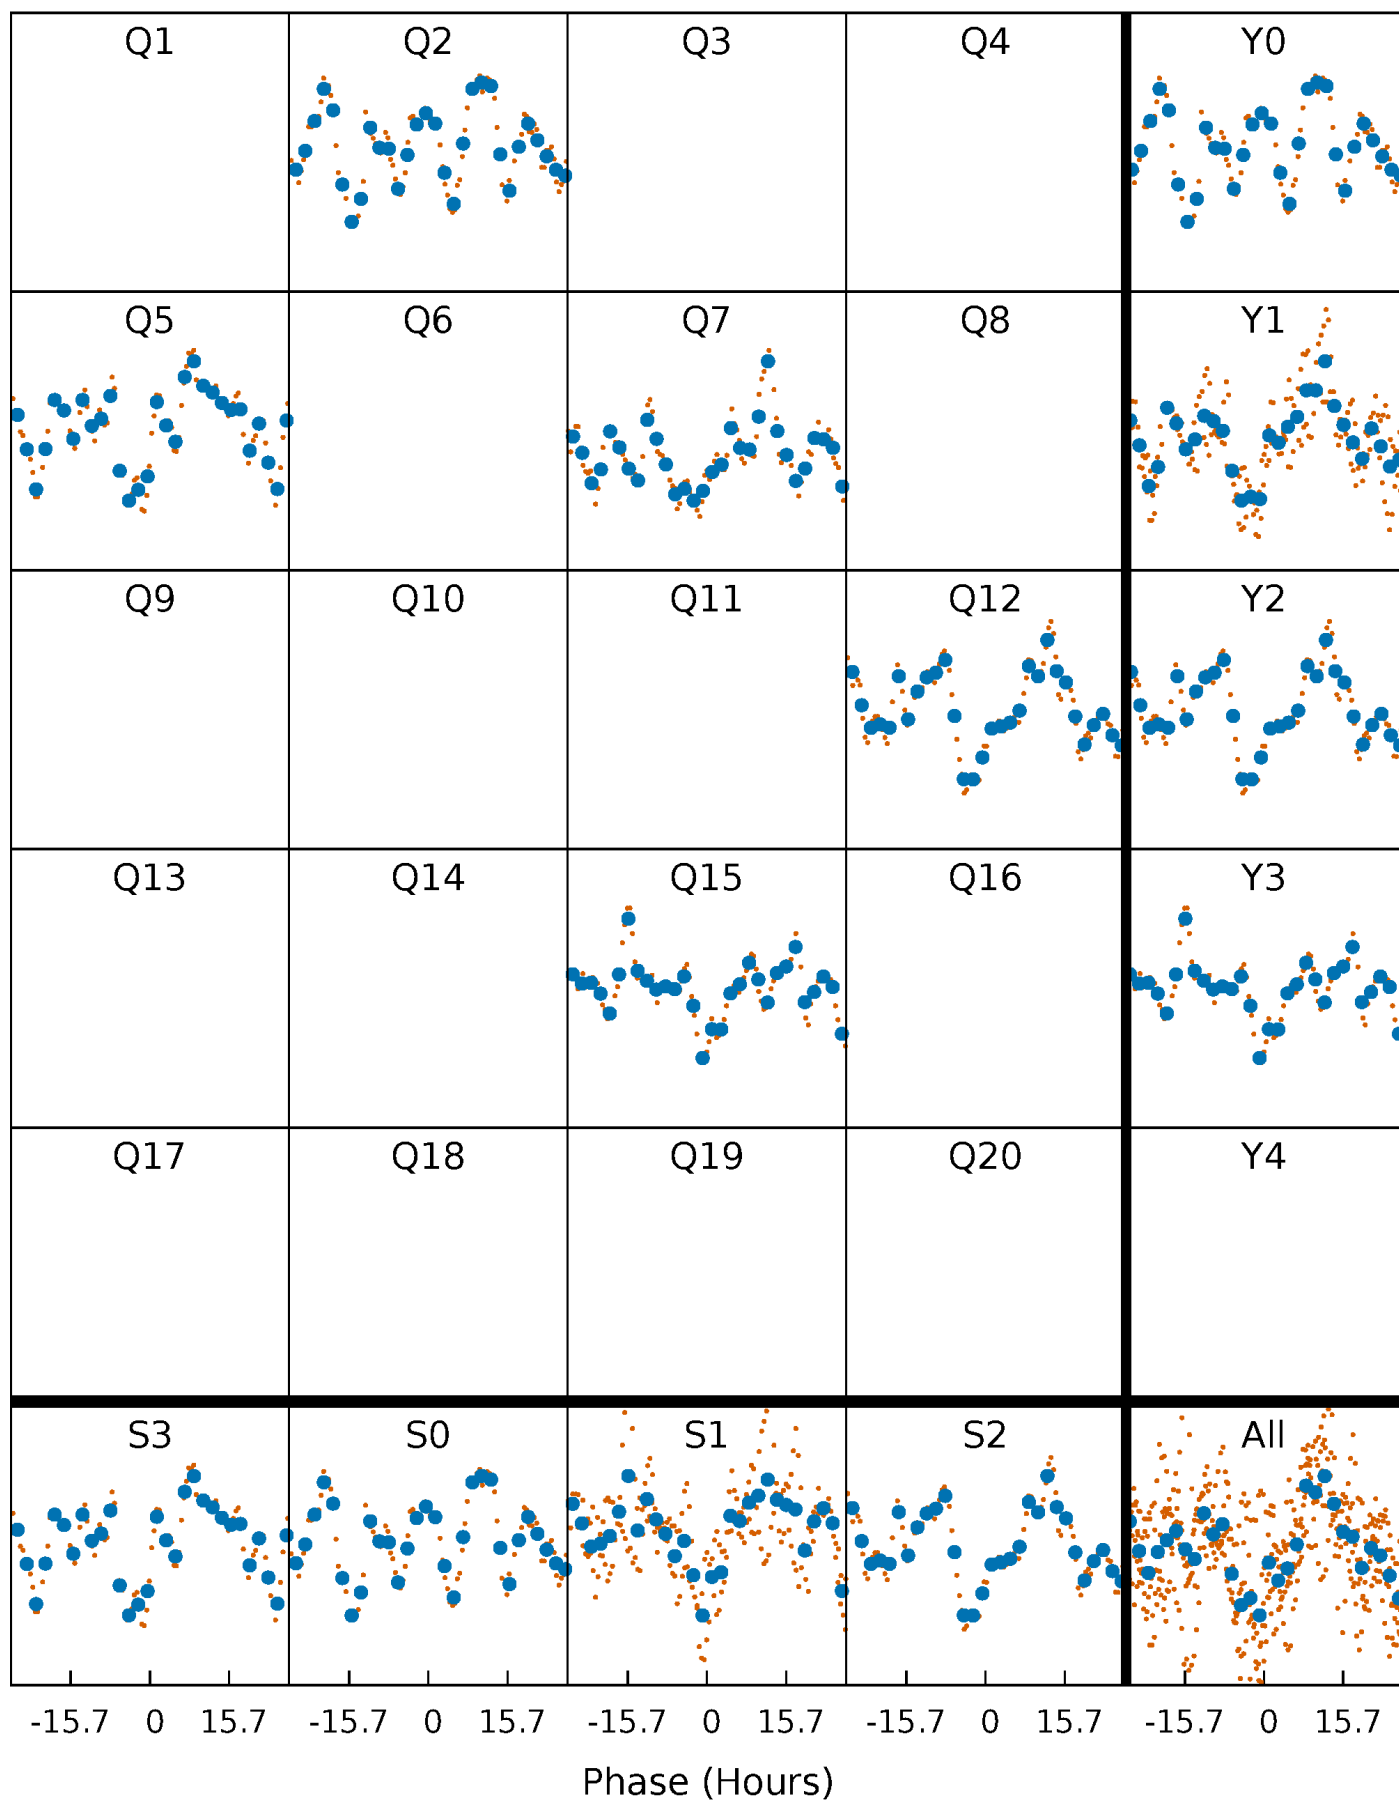 Q1 Q2 Q3 Q4 Y0
Q5 Q6 Q7 Q8 Y1
Q9 Q10 Q11 Q12 Y2
Q13 Q14 Q15 Q16 Y3
Q17 Q18 Q19 Q20 Y4
S3 S0 S1 S2 All
-15.7 0 15.7 -15.7 0 15.7 -15.7 0 15.7 -15.7 0 15.7 -15.7 0 15.7
Phase (Hours)